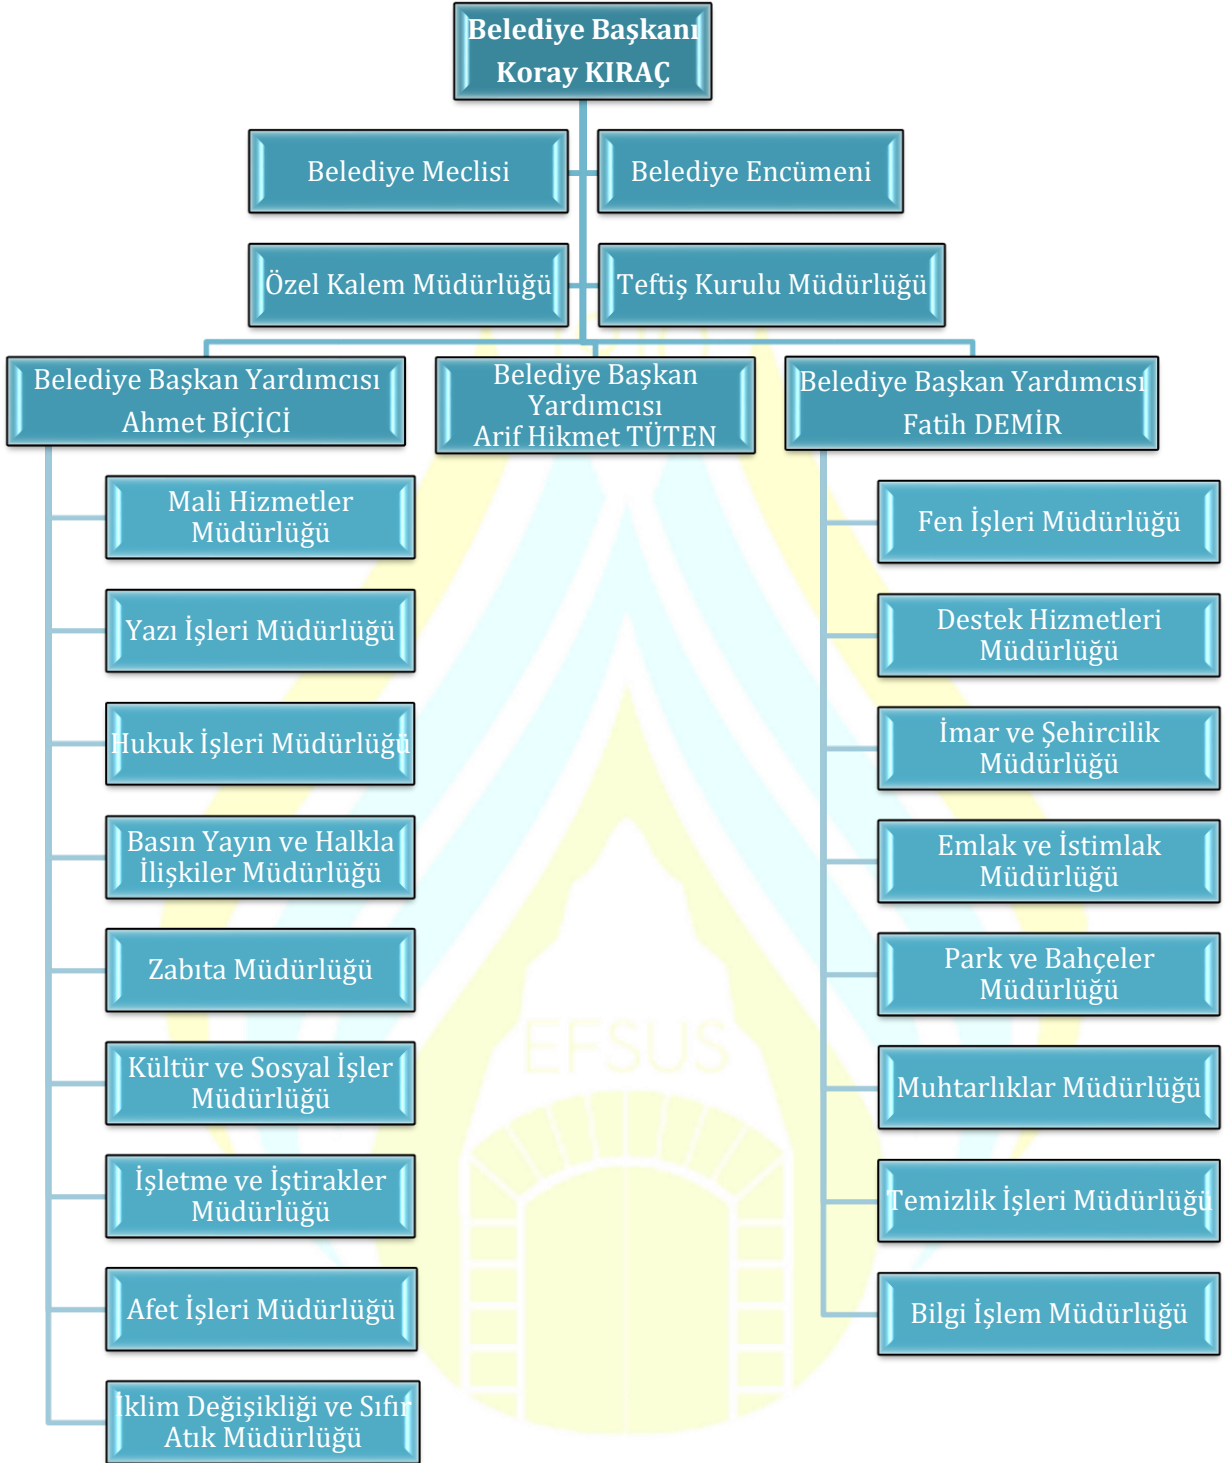 Belediye Başkanı
Koray KIRAÇ
Belediye Meclisi
Belediye Encümeni
Özel Kalem Müdürlüğü
Teftiş Kurulu Müdürlüğü
Belediye Başkan Yardımcısı
Ahmet BİÇİCİ
Belediye Başkan
Yardımcısı
Arif Hikmet TÜTEN
Belediye Başkan Yardımcısı
Fatih DEMİR
Mali Hizmetler
Müdürlüğü
Yazı İşleri Müdürlüğü
Hukuk İşleri Müdürlüğü
Basın Yayın ve Halkla
İlişkiler Müdürlüğü
Zabıta Müdürlüğü
Kültür ve Sosyal İşler
Müdürlüğü
İşletme ve İştirakler
Müdürlüğü
Afet İşleri Müdürlüğü
İklim Değişikliği ve Sıfır
Atık Müdürlüğü
Fen İşleri Müdürlüğü
Destek Hizmetleri
Müdürlüğü
İmar ve Şehircilik
Müdürlüğü
Emlak ve İstimlak
Müdürlüğü
Park ve Bahçeler
Müdürlüğü
Muhtarlıklar Müdürlüğü
Temizlik İşleri Müdürlüğü
Bilgi İşlem Müdürlüğü
EFSUS